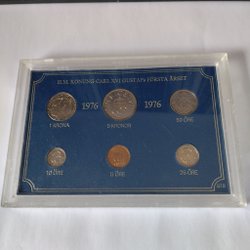 H.M. KONUNG CARL XVI GUSTAFs FÖRSTA ÅRSET
1976 1976
1 KRONA 5 KRONOR 50 ÖRE
10 ÖRE 5 ÖRE 25 ÖRE